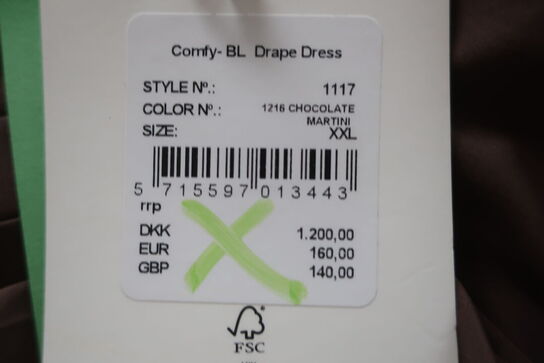 Comfy- BL Drape Dress
STYLE Nº.: 1117
COLOR Nº.: 1216 CHOCOLATE
MARTINI
SIZE: XXL
5 715597 013443
rrp
DKK 1.200,00
EUR 160,00
GBP 140,00
FSC